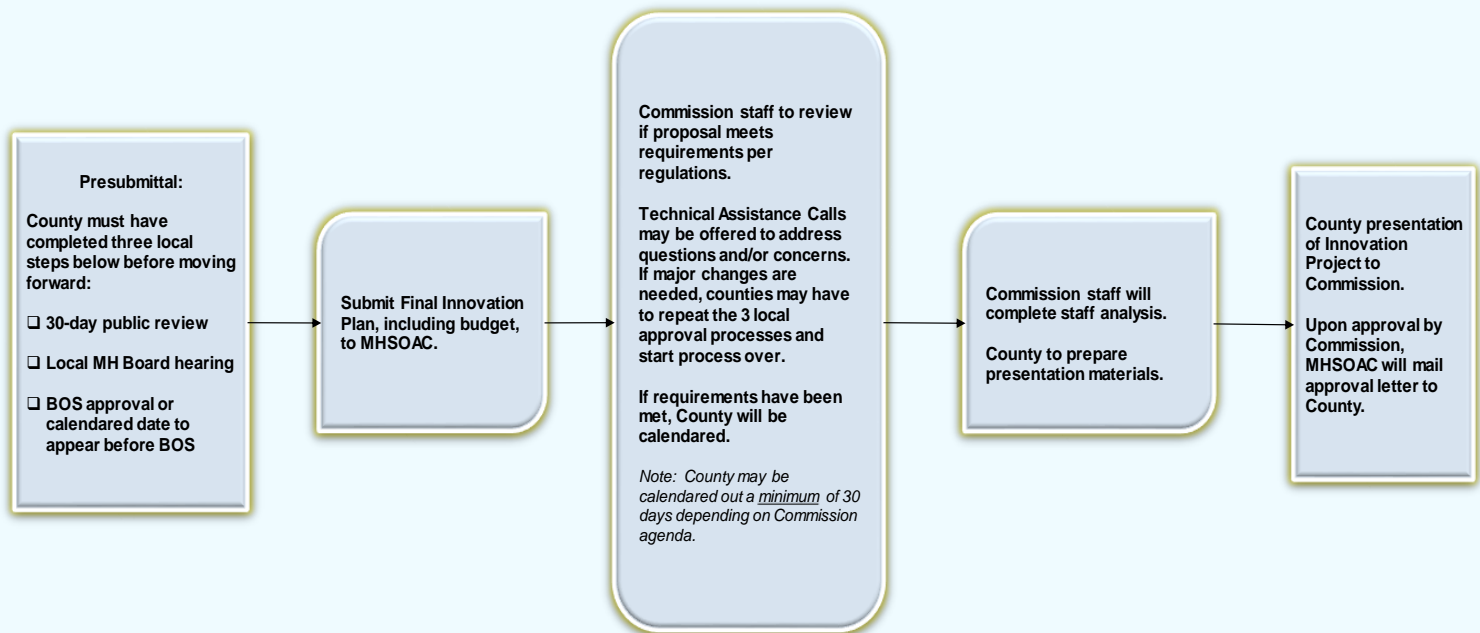 Presubmittal:
County must have
completed three local
steps below before moving
forward:
❑ 30-day public review
❑ Local MH Board hearing
❑ BOS approval or
calendared date to
appear before BOS
Submit Final Innovation
Plan, including budget,
to MHSOAC.
Commission staff to review
if proposal meets
requirements per
regulations.
Technical Assistance Calls
may be offered to address
questions and/or concerns.
If major changes are
needed, counties may have
to repeat the 3 local
approval processes and
start process over.
If requirements have been
met, County will be
calendared.
Note: County may be
calendared out a minimum of 30
days depending on Commission
agenda.
Commission staff will
complete staff analysis.
County to prepare
presentation materials.
County presentation
of Innovation
Project to
Commission.
Upon approval by
Commission,
MHSOAC will mail
approval letter to
County.